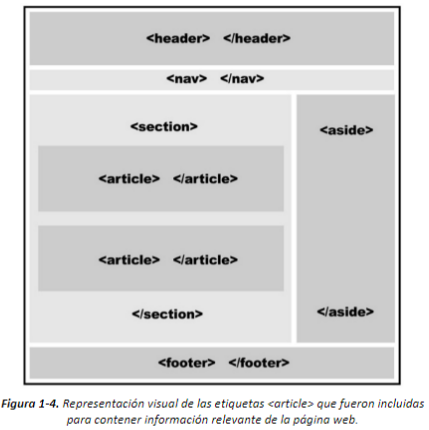 <header> </header>
<nav> </nav>
<section>
<article> </article>
<article> </article>
</section>
<aside>
</aside>
<footer> </footer>
Figura 1-4. Representación visual de las etiquetas <article> que fueron incluidas
para contener información relevante de la página web.